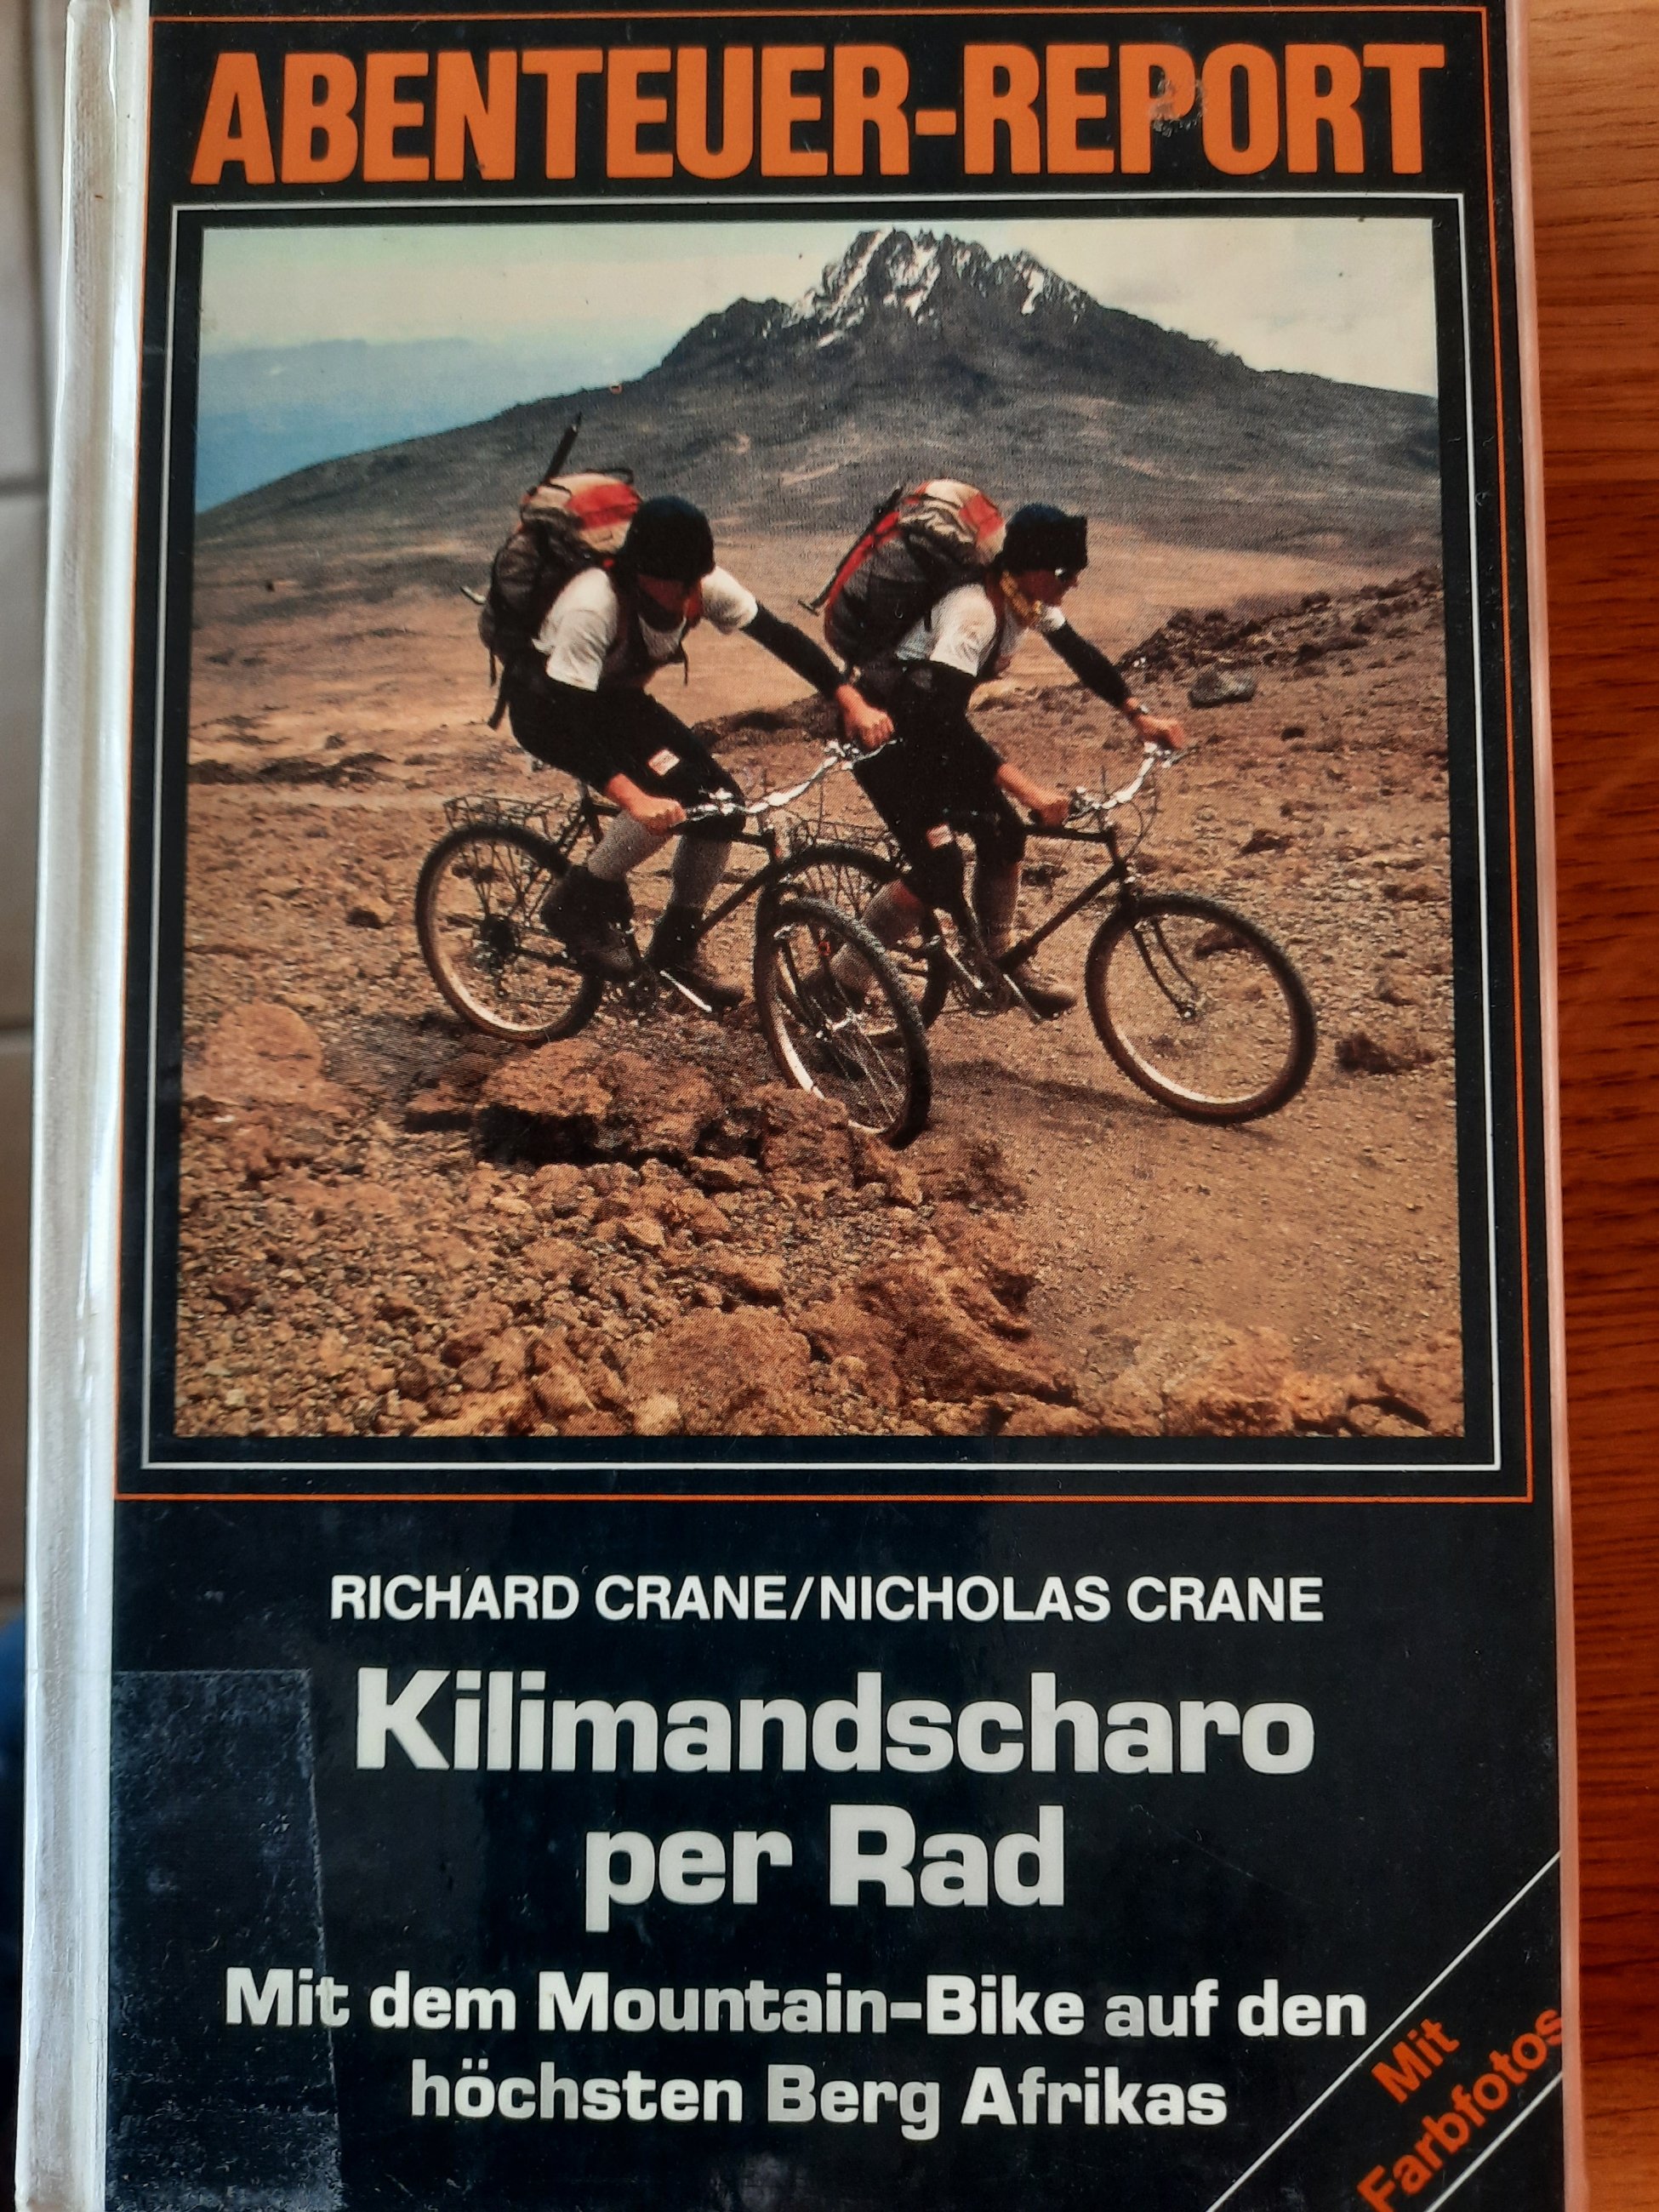 ABENTEUER-REPORT
RICHARD CRANE/NICHOLAS CRANE
Kilimandscharo
per Rad
Mit dem Mountain-Bike auf den
höchsten Berg Afrikas
Mit
Farbfotos